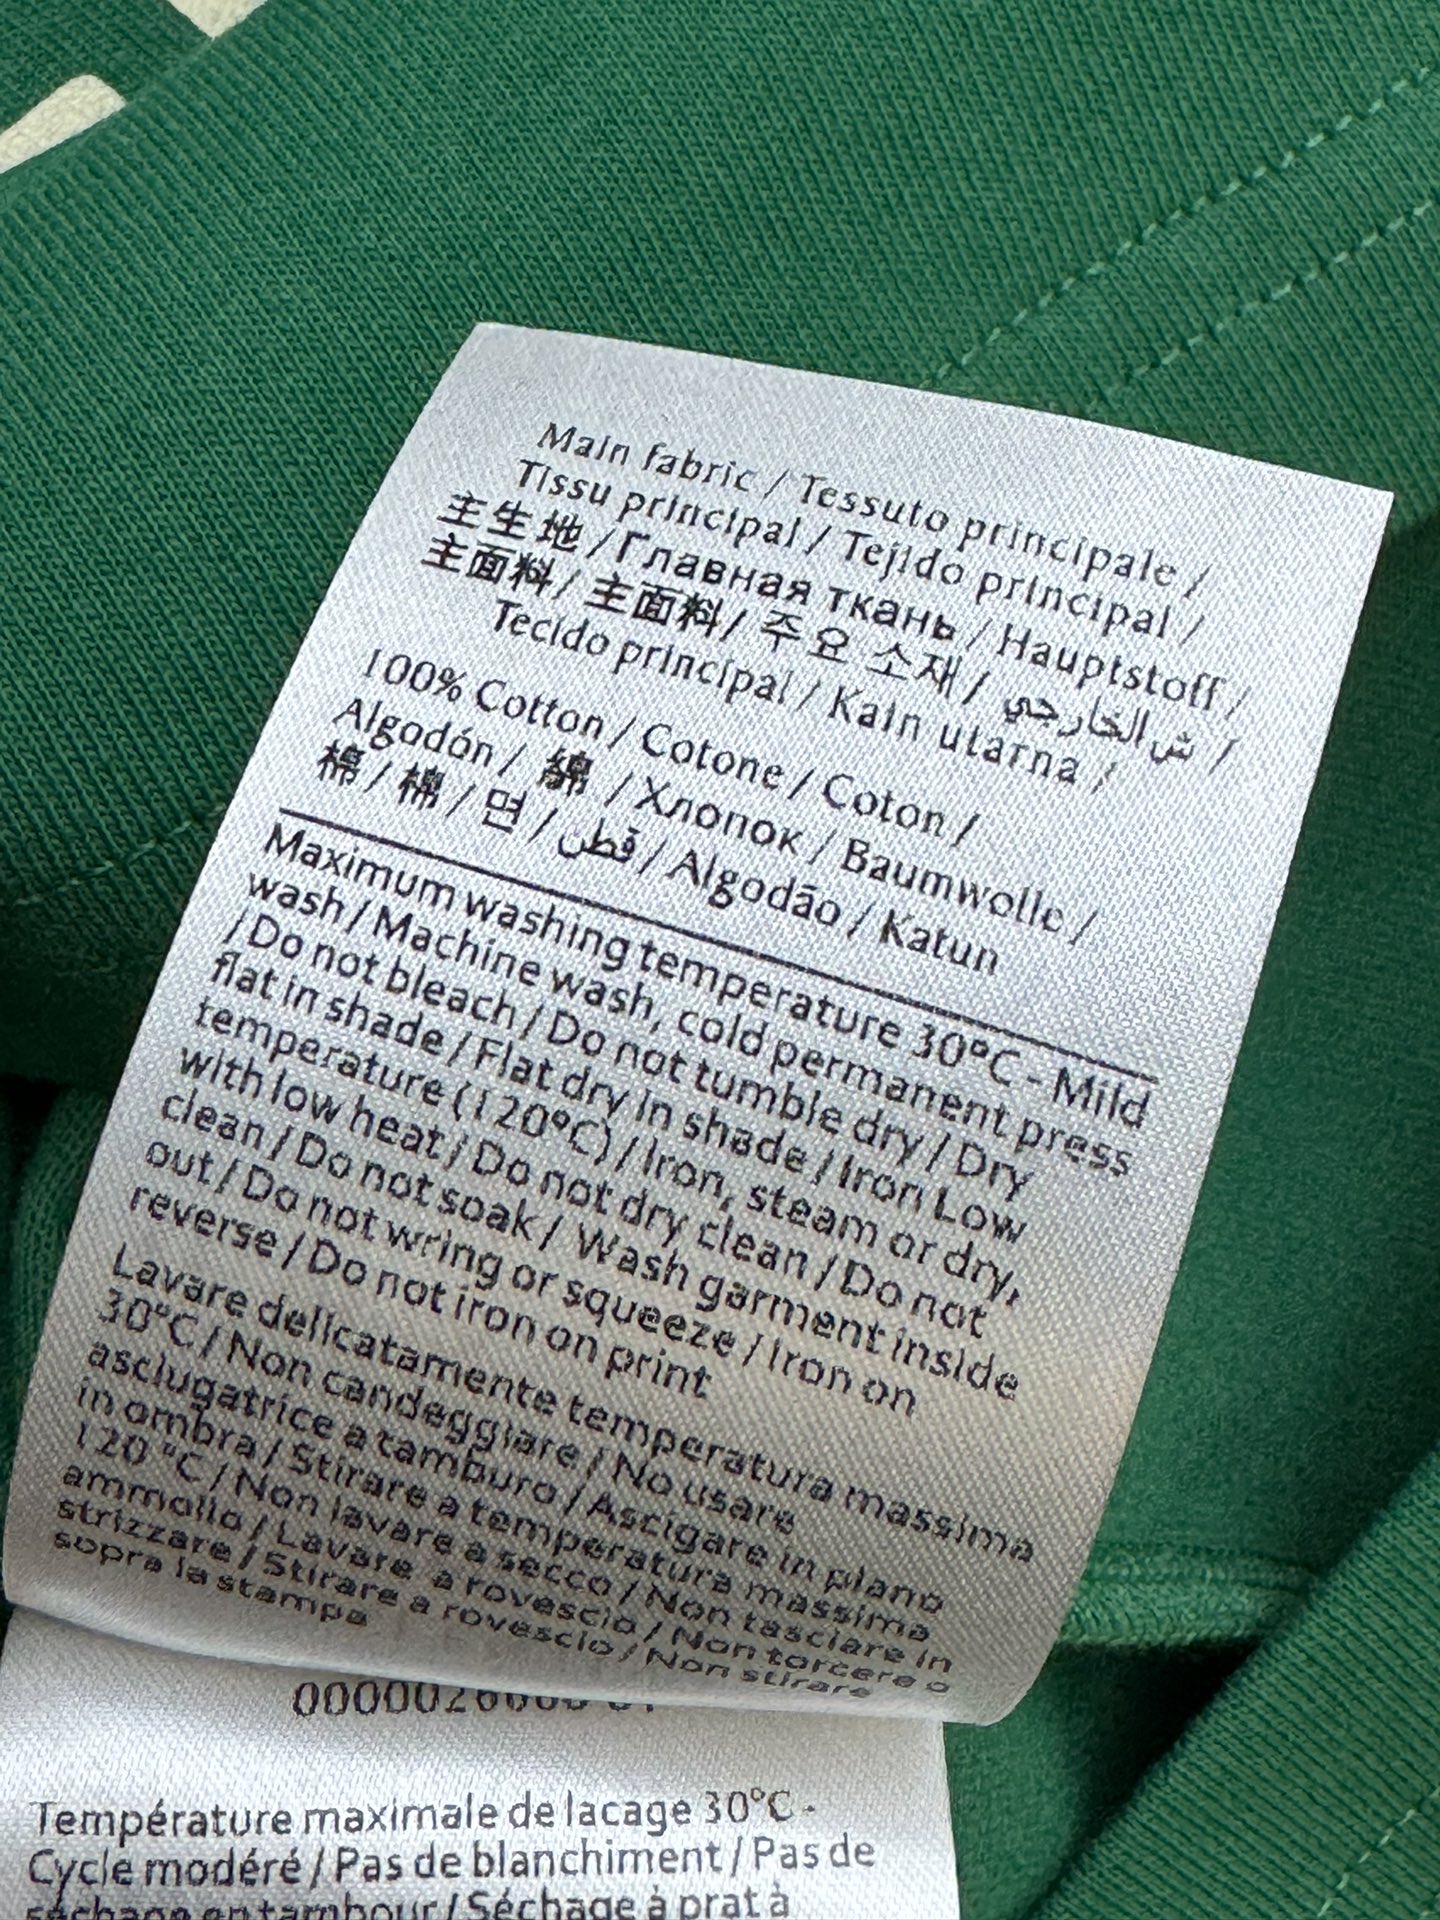 Main fabric / Tessuto principale /
Tissu principal / Tejido principal /
主生地 / Главная ткань / Hauptstoff /
主面料 / 主面料 / 주요 소재 / ش الخارجي /
Tecido principal / Kain utarna /
100% Cotton / Cotone / Coton /
Algodón / 綿 / Хлопок / Baumwolle /
棉 / 棉 / 면 / قطن / Algodão / Katun
Maximum washing temperature 30°C - Mild
wash / Machine wash, cold permanent press
/ Do not bleach / Do not tumble dry / Dry
flat in shade / Flat dry in shade / Iron Low
temperature (120°C) / Iron, steam or dry,
with low heat / Do not dry clean / Do not
clean / Do not soak / Wash garment inside
out / Do not wring or squeeze / Iron on
reverse / Do not iron on print
Lavare delicatamente temperatura massima
30°C / Non candeggiare / No usare
asciugatrice a tamburo / Ascigare in piano
in ombra / Stirare a temperatura massima
120 °C / Non lavare a secco / Non lasciare in
ammollo / Lavare a rovescio / Non torcere o
strizzare / Stirare a rovescio / Non stirare
sopra la stampa
Température maximale de lacage 30°C -
Cycle modéré / Pas de blanchiment / Pas de
séchage en tambour / Séchage à prat à